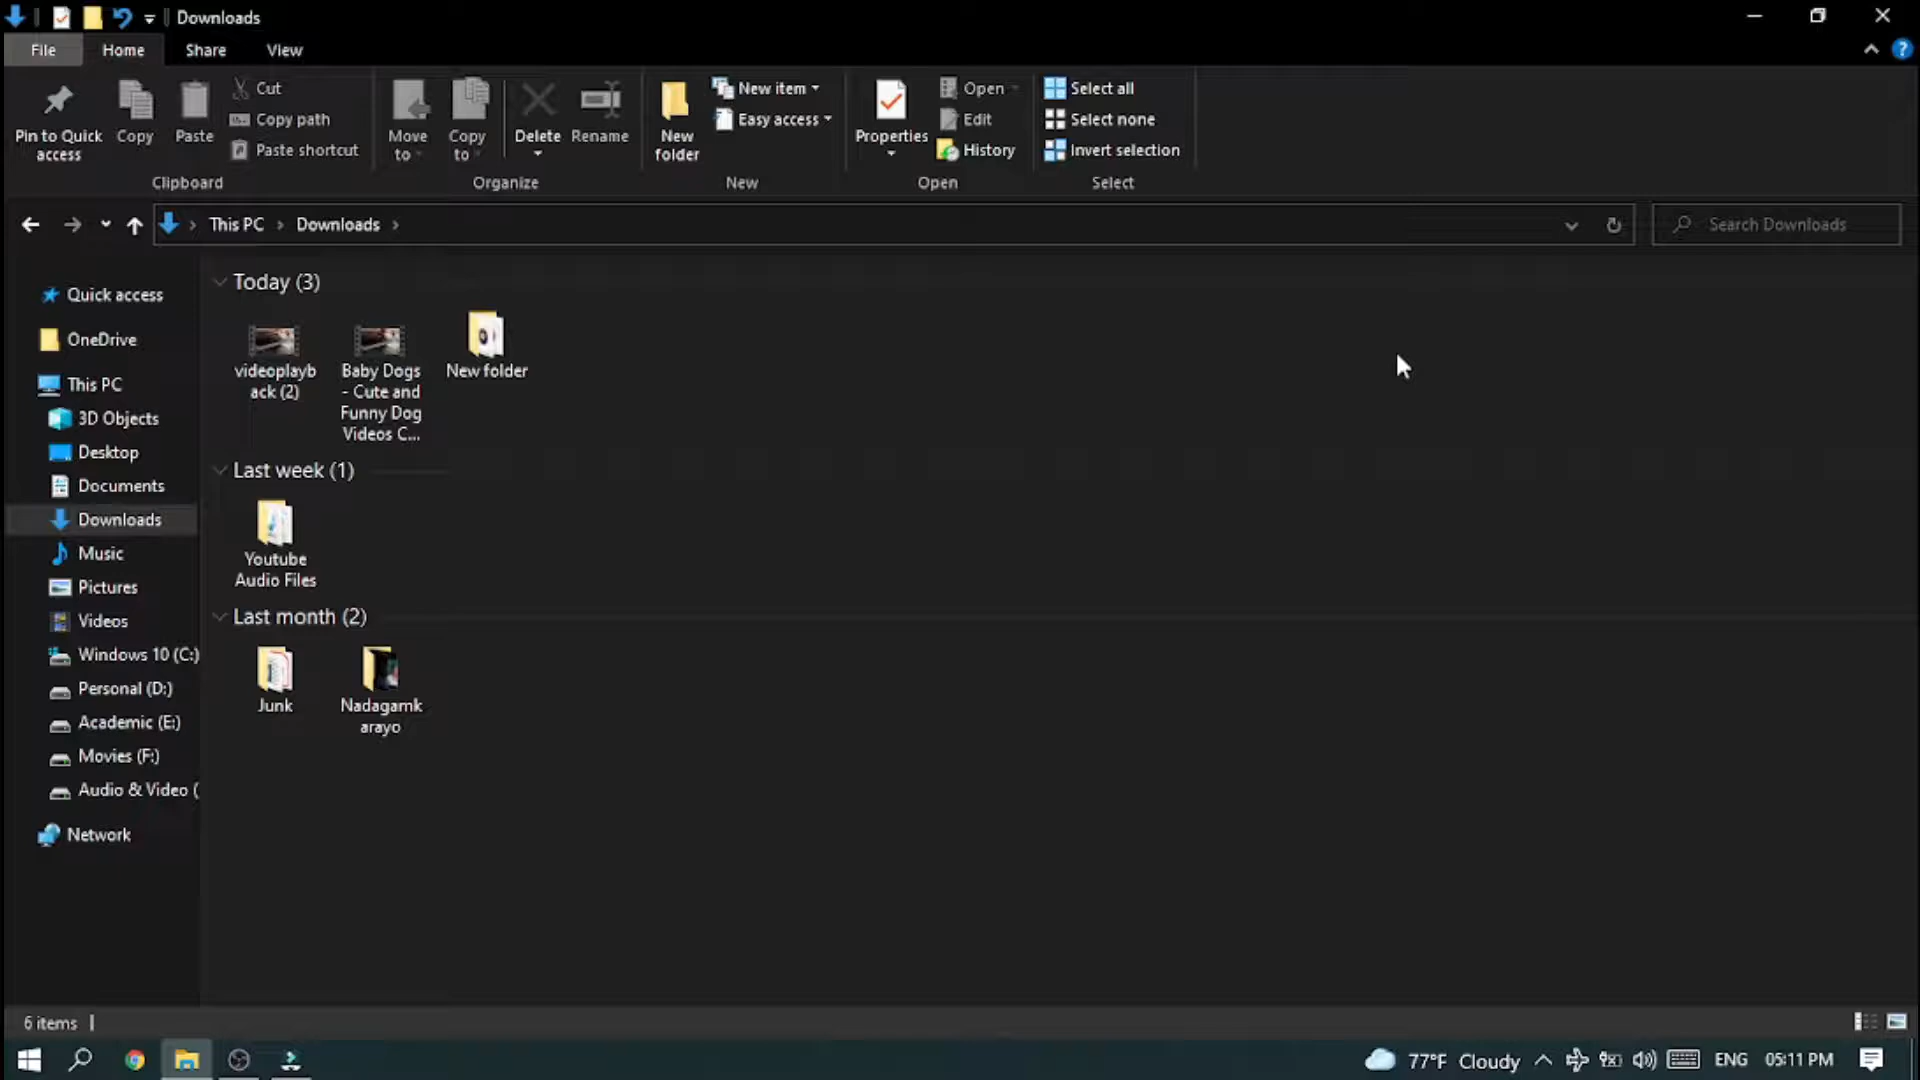 Downloads
File Home Share View
Pin to Quick access
Copy
Paste
Cut
Copy path
Paste shortcut
Clipboard
Move to
Copy to
Delete
Rename
Organize
New folder
New item
Easy access
New
Properties
Open
Edit
History
Open
Select all
Select none
Invert selection
Select
This PC > Downloads >
Search Downloads
Quick access
OneDrive
This PC
3D Objects
Desktop
Documents
Downloads
Music
Pictures
Videos
Windows 10 (C:)
Personal (D:)
Academic (E:)
Movies (F:)
Audio & Video (
Network
Today (3)
videoplayb
ack (2)
Baby Dogs
- Cute and
Funny Dog
Videos C...
New folder
Last week (1)
Youtube
Audio Files
Last month (2)
Junk
Nadagamk
arayo
6 items
77°F Cloudy
ENG
05:11 PM